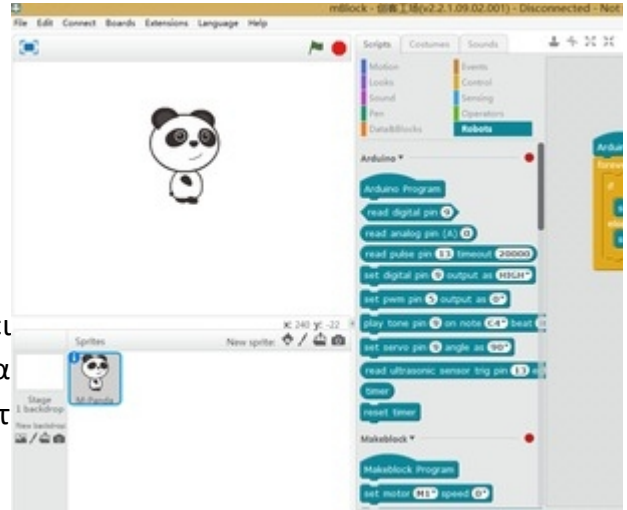 mBlock - 创客工场(v2.2.1.09.02.001) - Disconnected - Not
File Edit Connect Boards Extensions Language Help
Scripts Costumes Sounds
Motion Events
Looks Control
Sound Sensing
Pen Operators
Data&Blocks Robots
Arduino
Arduino Program
read digital pin 9
read analog pin (A) 0
read pulse pin 13 timeout 20000
set digital pin 9 output as HIGH
set pwm pin 5 output as 0
play tone pin 9 on note C4 beat
set servo pin 9 angle as 90
read ultrasonic sensor trig pin 13
timer
reset timer
Makeblock
Makeblock Program
set motor M1 speed 0
forever
if
X: 240 y: -22
Sprites New sprite:
M-Panda
Stage
1 backdrop
New backdrop
ει
α
τ